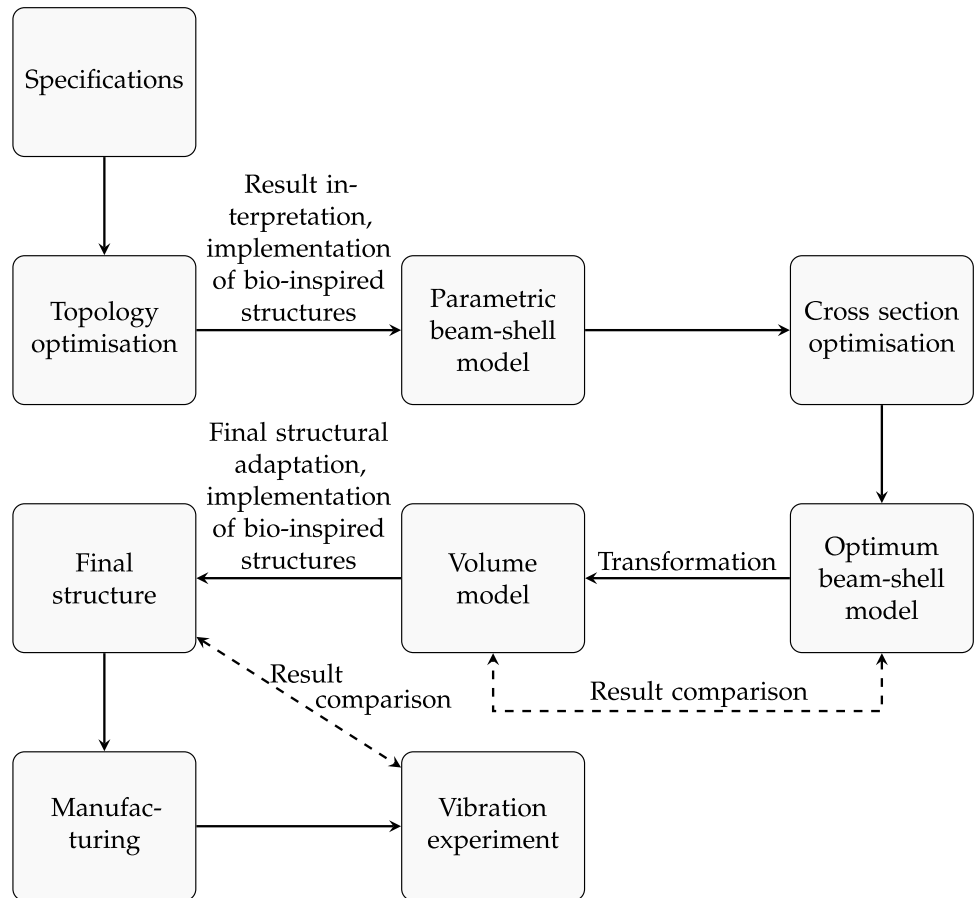 Specifications
Result in-
terpretation,
implementation
of bio-inspired
structures
Topology
optimisation
Parametric
beam-shell
model
Cross section
optimisation
Final structural
adaptation,
implementation
of bio-inspired
structures
Final
structure
Volume
model
Transformation
Optimum
beam-shell
model
Result
comparison
Result comparison
Manufac-
turing
Vibration
experiment